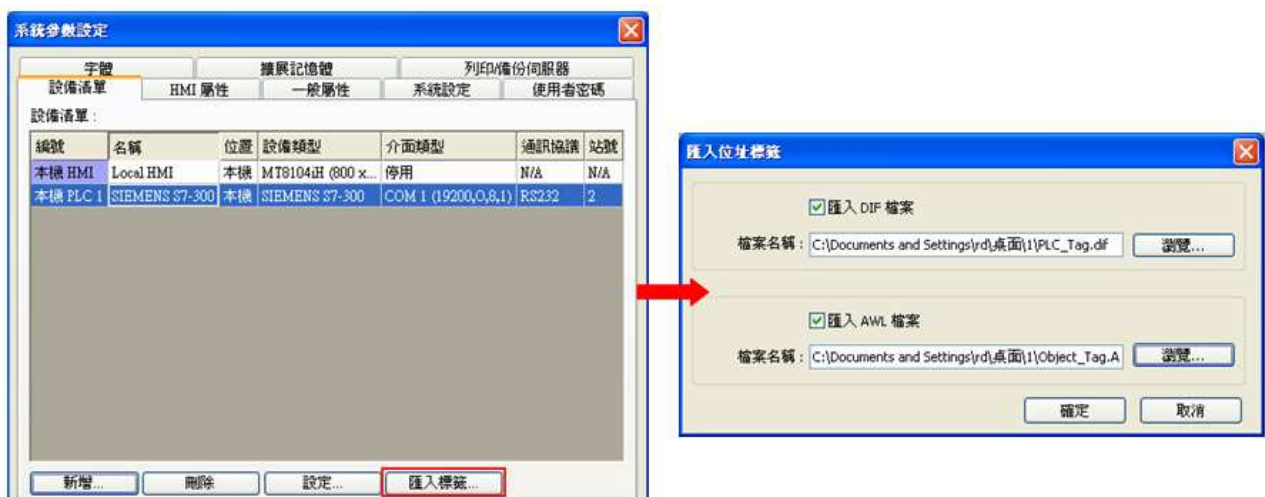 系統參數設定
字體 擴展記憶體 列印/備份伺服器
設備清單 HMI 屬性 一般屬性 系統設定 使用者密碼
設備清單 :
編號 名稱 位置 設備類型 介面類型 通訊協議 站號
本機 HMI Local HMI 本機 MT8104iH (800 x... 停用 N/A N/A
本機 PLC 1 SIEMENS S7-300 本機 SIEMENS S7-300 COM 1 (19200,O,8,1) RS232 2
新增... 刪除 設定... 匯入標籤...
匯入位址標籤
匯入 DIF 檔案
檔案名稱 : C:\Documents and Settings\rd\桌面\1\PLC_Tag.dif 瀏覽...
匯入 AWL 檔案
檔案名稱 : C:\Documents and Settings\rd\桌面\1\Object_Tag.A 瀏覽...
確定 取消